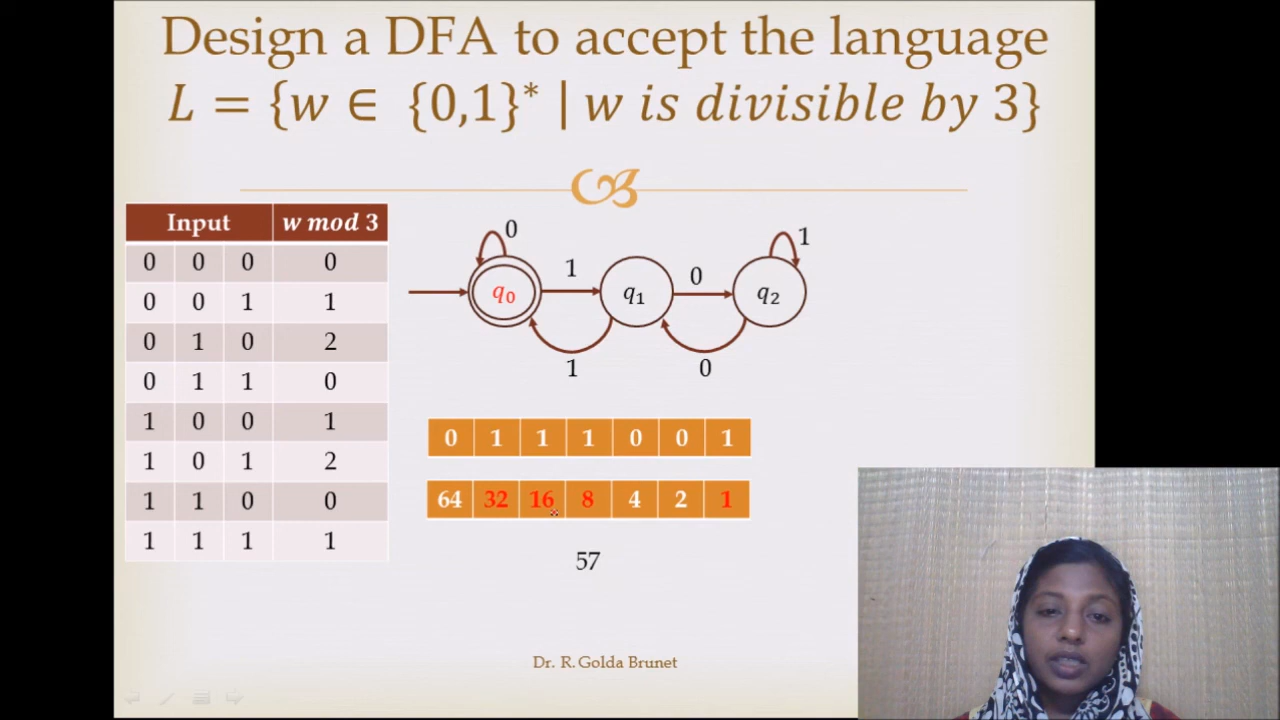 Design a DFA to accept the language
L = {w ∈ {0,1}* | w is divisible by 3}
Input w mod 3
0 0 0 0
0 0 1 1
0 1 0 2
0 1 1 0
1 0 0 1
1 0 1 2
1 1 0 0
1 1 1 1
0
1
1
0
q₀
q₁
q₂
1
0
0 1 1 1 0 0 1
64 32 16 8 4 2 1
57
Dr. R. Golda Brunet